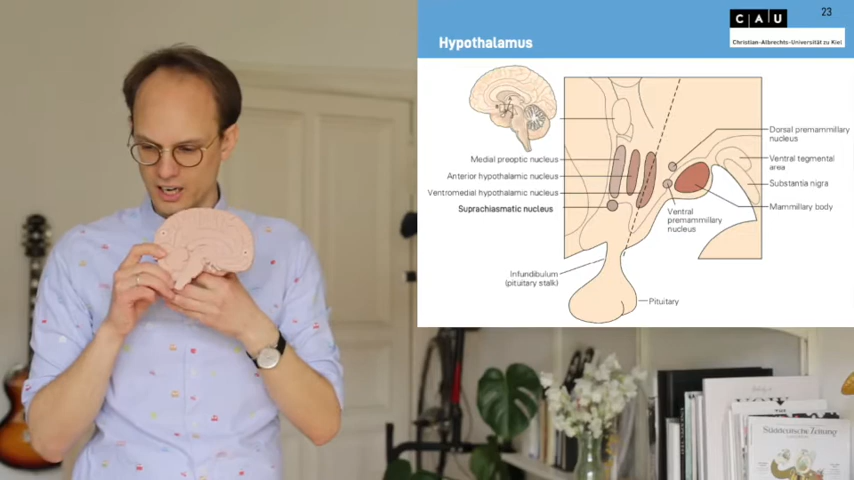 23
CAU
Christian-Albrechts-Universität zu Kiel
Hypothalamus
Dorsal premammillary
nucleus
Medial preoptic nucleus
Ventral tegmental
area
Anterior hypothalamic nucleus
Substantia nigra
Ventromedial hypothalamic nucleus
Suprachiasmatic nucleus
Mammillary body
Ventral
premammillary
nucleus
Infundibulum
(pituitary stalk)
Pituitary
Süddeutsche Zeitung